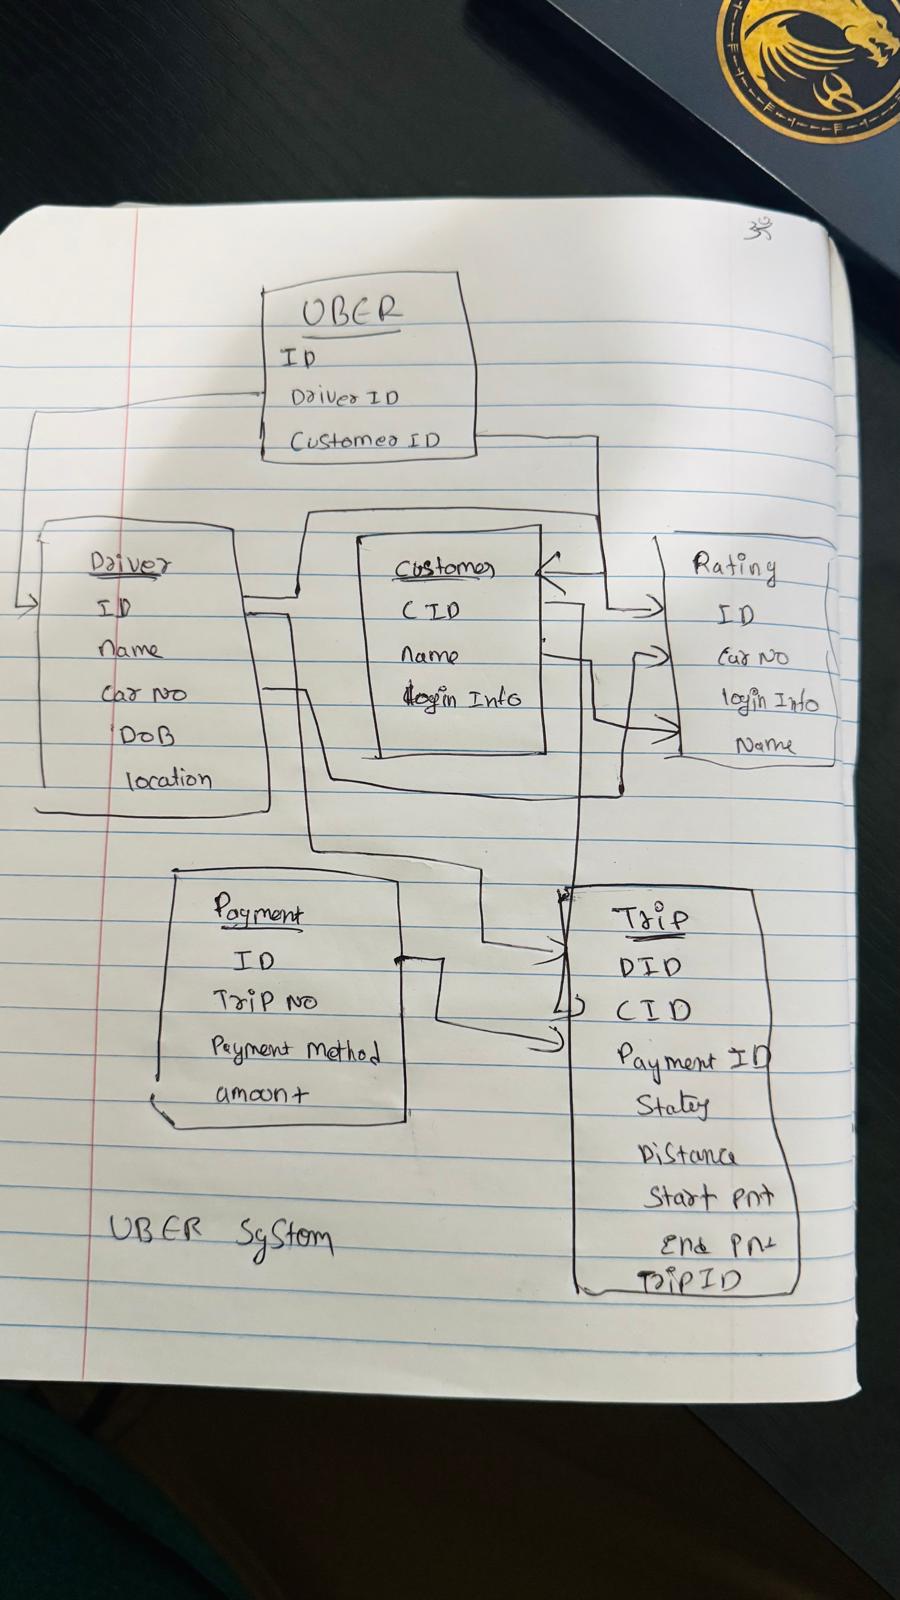 ॐ
UBER
ID
Driver ID
Customer ID
Driver
ID
Name
Car NO
DOB
location
Customer
CID
Name
login Info
Rating
ID
Car NO
login Info
Name
Payment
ID
Trip NO
Payment Method
amount
Trip
DID
CID
Payment ID
Distance
Start Pnt
End Pnt
Trip ID
UBER SyStem